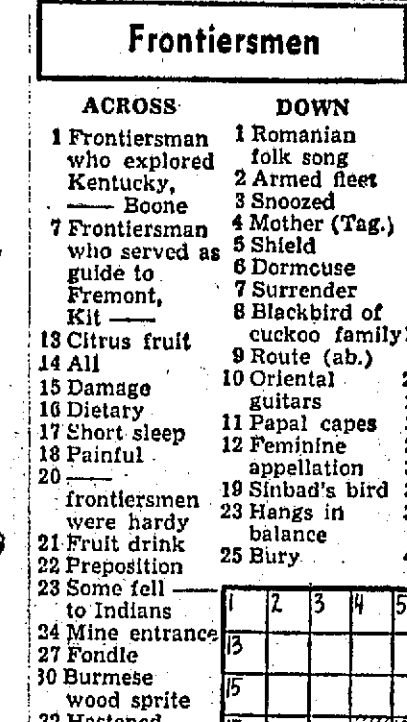 Frontiersmen
ACROSS
1 Frontiersman
who explored
Kentucky,
—— Boone
7 Frontiersman
who served as
guide to
Fremont,
Kit ——
13 Citrus fruit
14 All
15 Damage
16 Dietary
17 Short sleep
18 Painful
20 ——
frontiersmen
were hardy
21 Fruit drink
22 Preposition
23 Some fell ——
to Indians
24 Mine entrance
27 Fondle
30 Burmese
wood sprite
32 Hastened
DOWN
1 Romanian
folk song
2 Armed fleet
3 Snoozed
4 Mother (Tag.)
5 Shield
6 Dormouse
7 Surrender
8 Blackbird of
cuckoo family
9 Route (ab.)
10 Oriental
guitars
11 Papal capes
12 Feminine
appellation
19 Sinbad's bird
23 Hangs in
balance
25 Bury
1 2 3 4 5
13
15